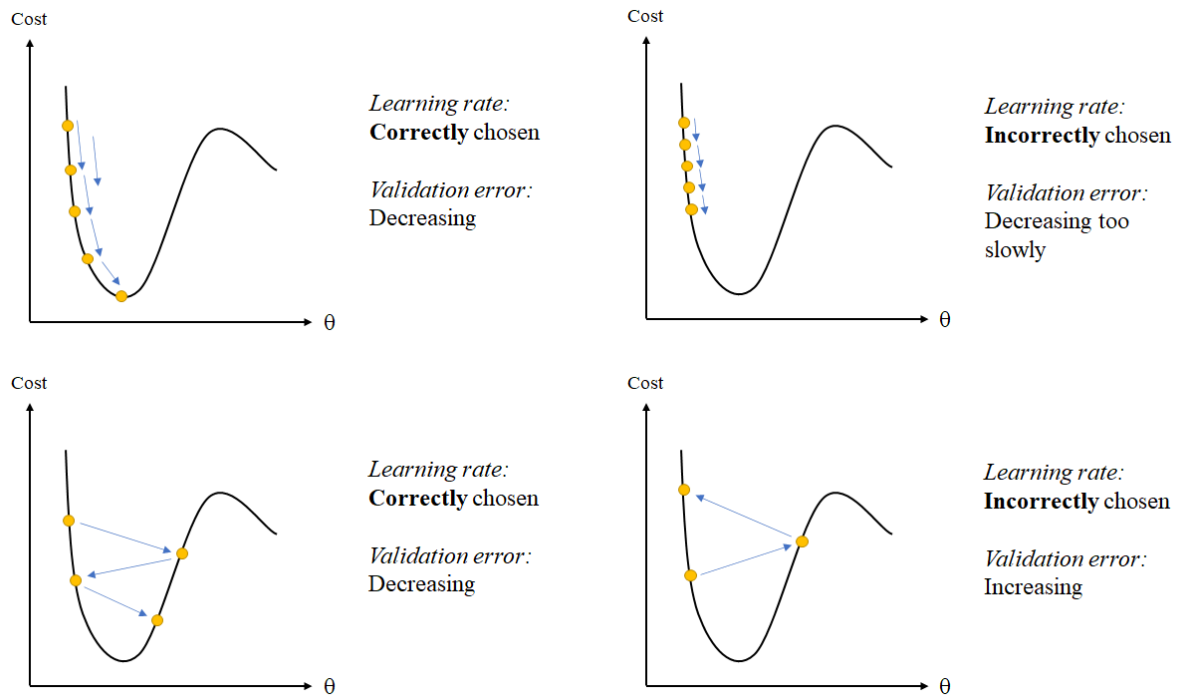 Cost
Learning rate:
Correctly chosen
Validation error:
Decreasing
θ
Cost
Learning rate:
Incorrectly chosen
Validation error:
Decreasing too
slowly
θ
Cost
Learning rate:
Correctly chosen
Validation error:
Decreasing
θ
Cost
Learning rate:
Incorrectly chosen
Validation error:
Increasing
θ